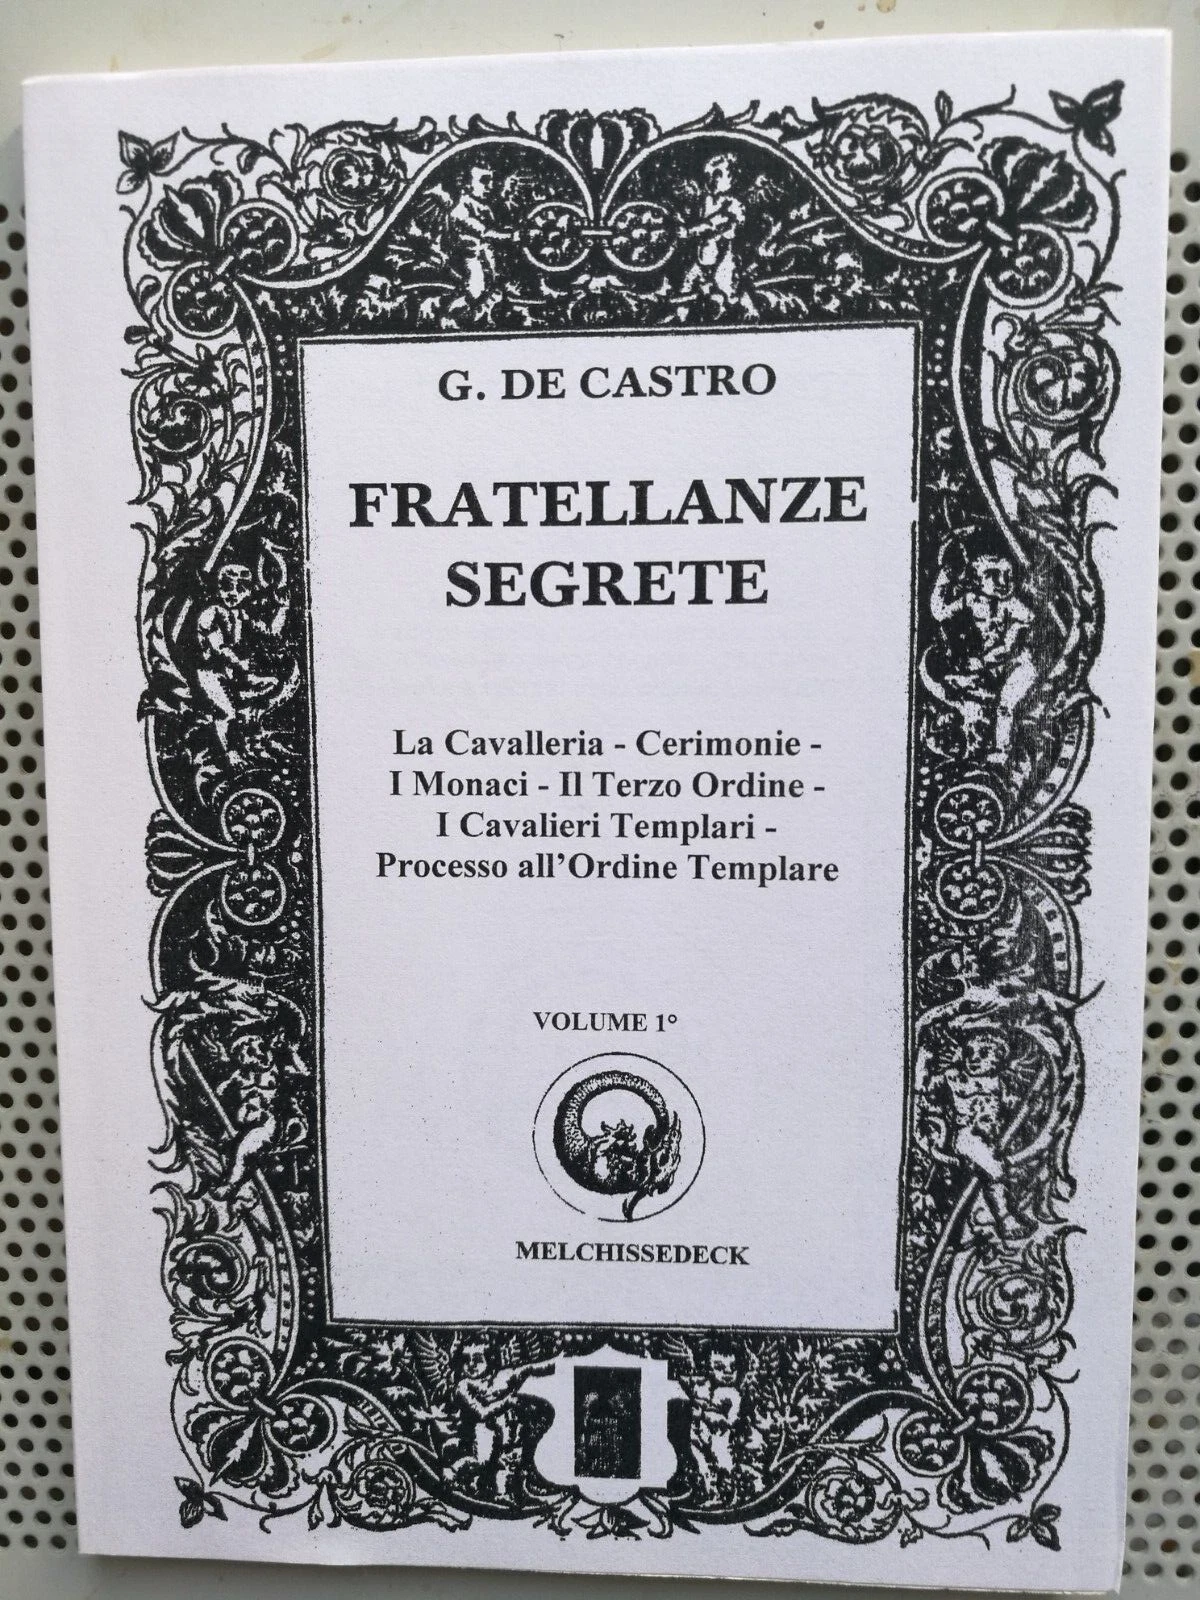 G. DE CASTRO
FRATELLANZE
SEGRETE
La Cavalleria - Cerimonie -
I Monaci - Il Terzo Ordine -
I Cavalieri Templari -
Processo all'Ordine Templare
VOLUME 1°
MELCHISSEDECK